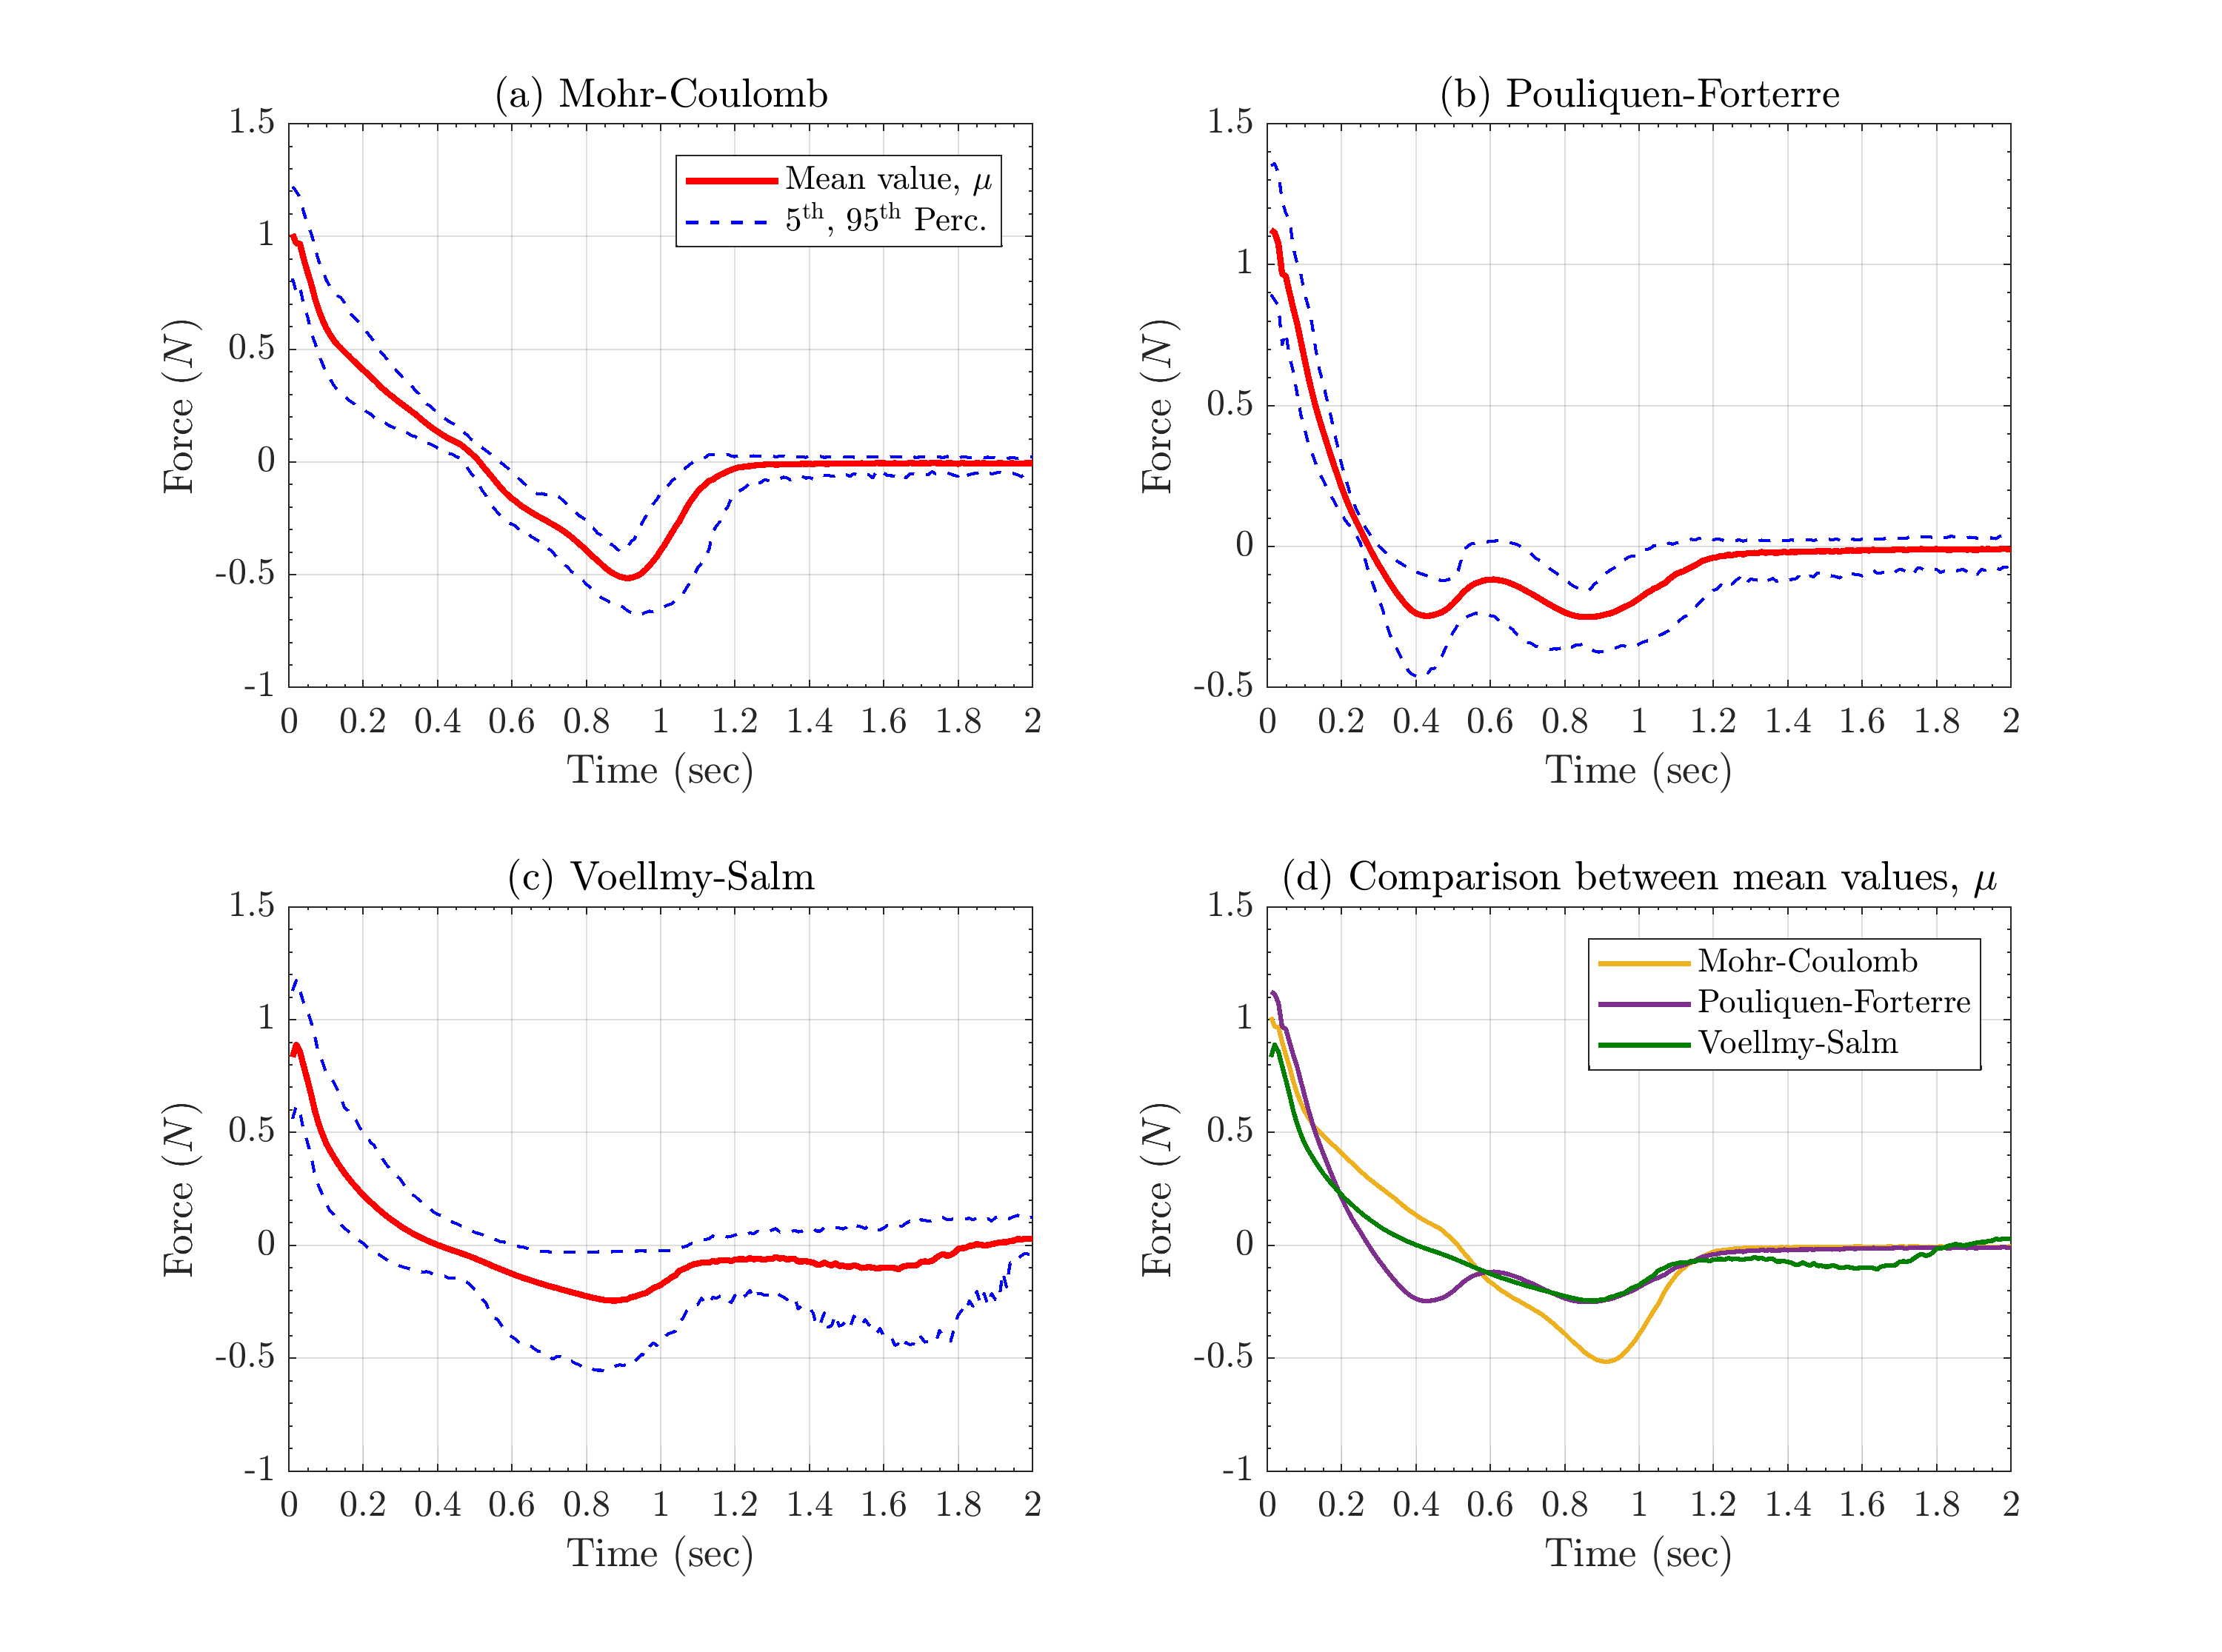 (a) Mohr-Coulomb
1.5
1
0.5
0
-0.5
-1
Force (N)
Mean value, μ
5th, 95th Perc.
0 0.2 0.4 0.6 0.8 1 1.2 1.4 1.6 1.8 2
Time (sec)
(b) Pouliquen-Forterre
1.5
1
0.5
0
-0.5
Force (N)
0 0.2 0.4 0.6 0.8 1 1.2 1.4 1.6 1.8 2
Time (sec)
(c) Voellmy-Salm
1.5
1
0.5
0
-0.5
-1
Force (N)
0 0.2 0.4 0.6 0.8 1 1.2 1.4 1.6 1.8 2
Time (sec)
(d) Comparison between mean values, μ
1.5
1
0.5
0
-0.5
-1
Force (N)
Mohr-Coulomb
Pouliquen-Forterre
Voellmy-Salm
0 0.2 0.4 0.6 0.8 1 1.2 1.4 1.6 1.8 2
Time (sec)